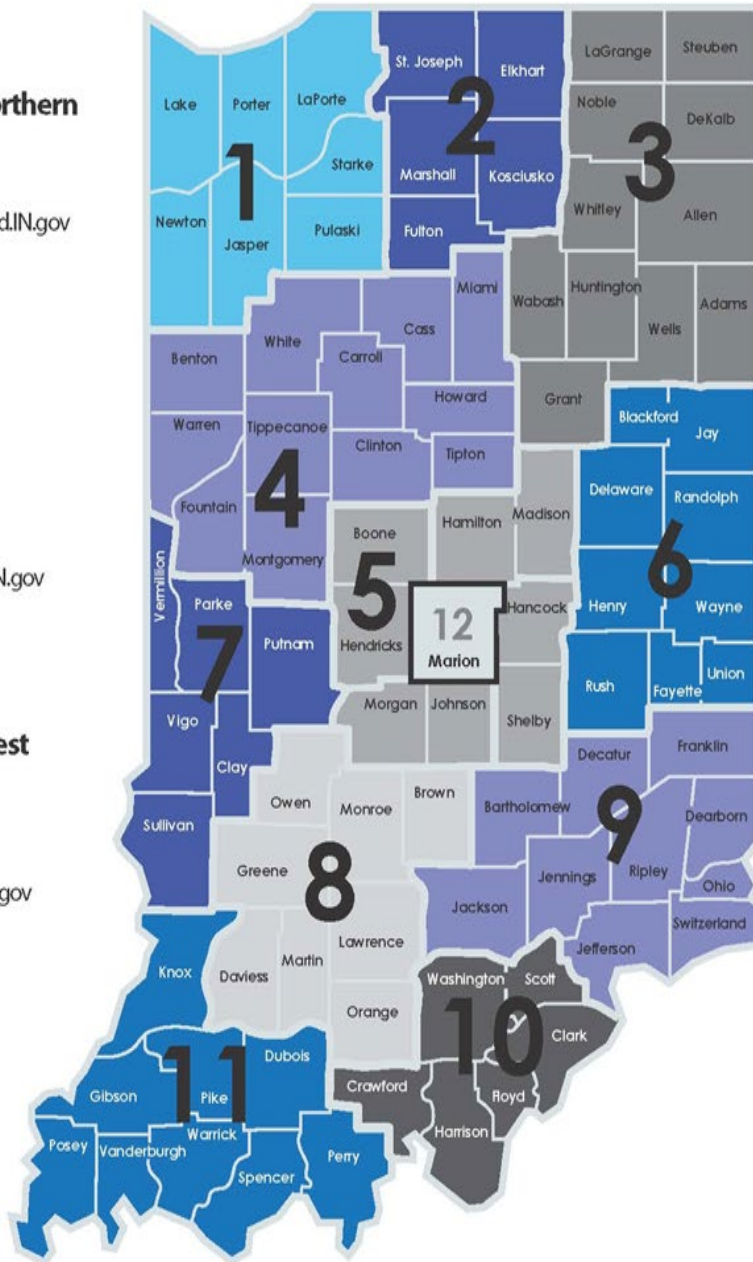 orthern
d.IN.gov
N.gov
est
gov
St. Joseph
Elkhart
LaGrange
Steuben
Lake
Porter
LaPorte
2
Noble
DeKalb
1
Starke
Marshall
Kosciusko
3
Newton
Jasper
Pulaski
Fulton
Whitley
Allen
Miami
Wabash
Huntington
Adams
Wells
Benton
White
Cass
Carroll
Howard
Grant
Warren
Tippecanoe
Clinton
Tipton
Blackford
Jay
4
Fountain
Montgomery
Boone
Hamilton
Madison
Delaware
Randolph
5
6
Vermillion
Parke
Putnam
Hendricks
12
Marion
Hancock
Henry
Wayne
7
Vigo
Clay
Morgan
Johnson
Shelby
Rush
Fayette
Union
Sullivan
Owen
Monroe
Brown
Bartholomew
Decatur
Franklin
9
Dearborn
Greene
8
Jennings
Ripley
Ohio
Jackson
Switzerland
Jefferson
Knox
Daviess
Martin
Lawrence
Orange
Washington
Scott
10
Clark
Crawford
Floyd
Harrison
11
Dubois
Gibson
Pike
Posey
Vanderburgh
Warrick
Spencer
Perry